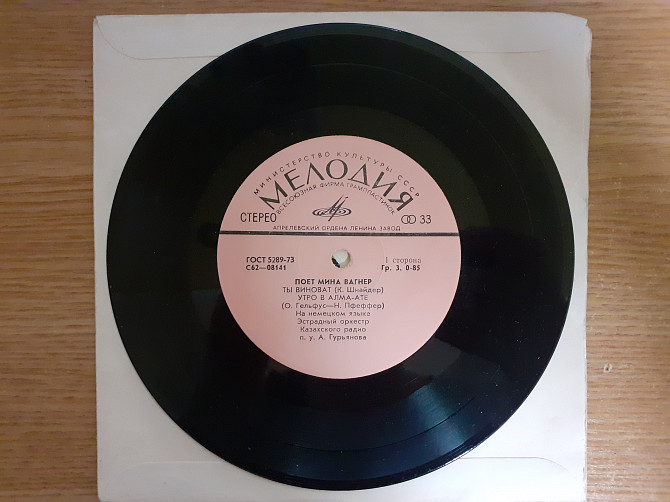 МИНИСТЕРСТВО КУЛЬТУРЫ СССР
МЕЛОДИЯ
ВСЕСОЮЗНАЯ ФИРМА ГРАМПЛАСТИНОК
СТЕРЕО
33
АПРЕЛЕВСКИЙ ОРДЕНА ЛЕНИНА ЗАВОД
ГОСТ 5289-73
С62—08141
1 сторона
Гр. 3. 0-85
ПОЕТ МИНА ВАГНЕР
ТЫ ВИНОВАТ (К. Шнайдер)
УТРО В АЛМА-АТЕ
(О. Гельфус—Н. Пфеффер)
На немецком языке
Эстрадный оркестр
Казахского радио
п. у. А. Гурьянова